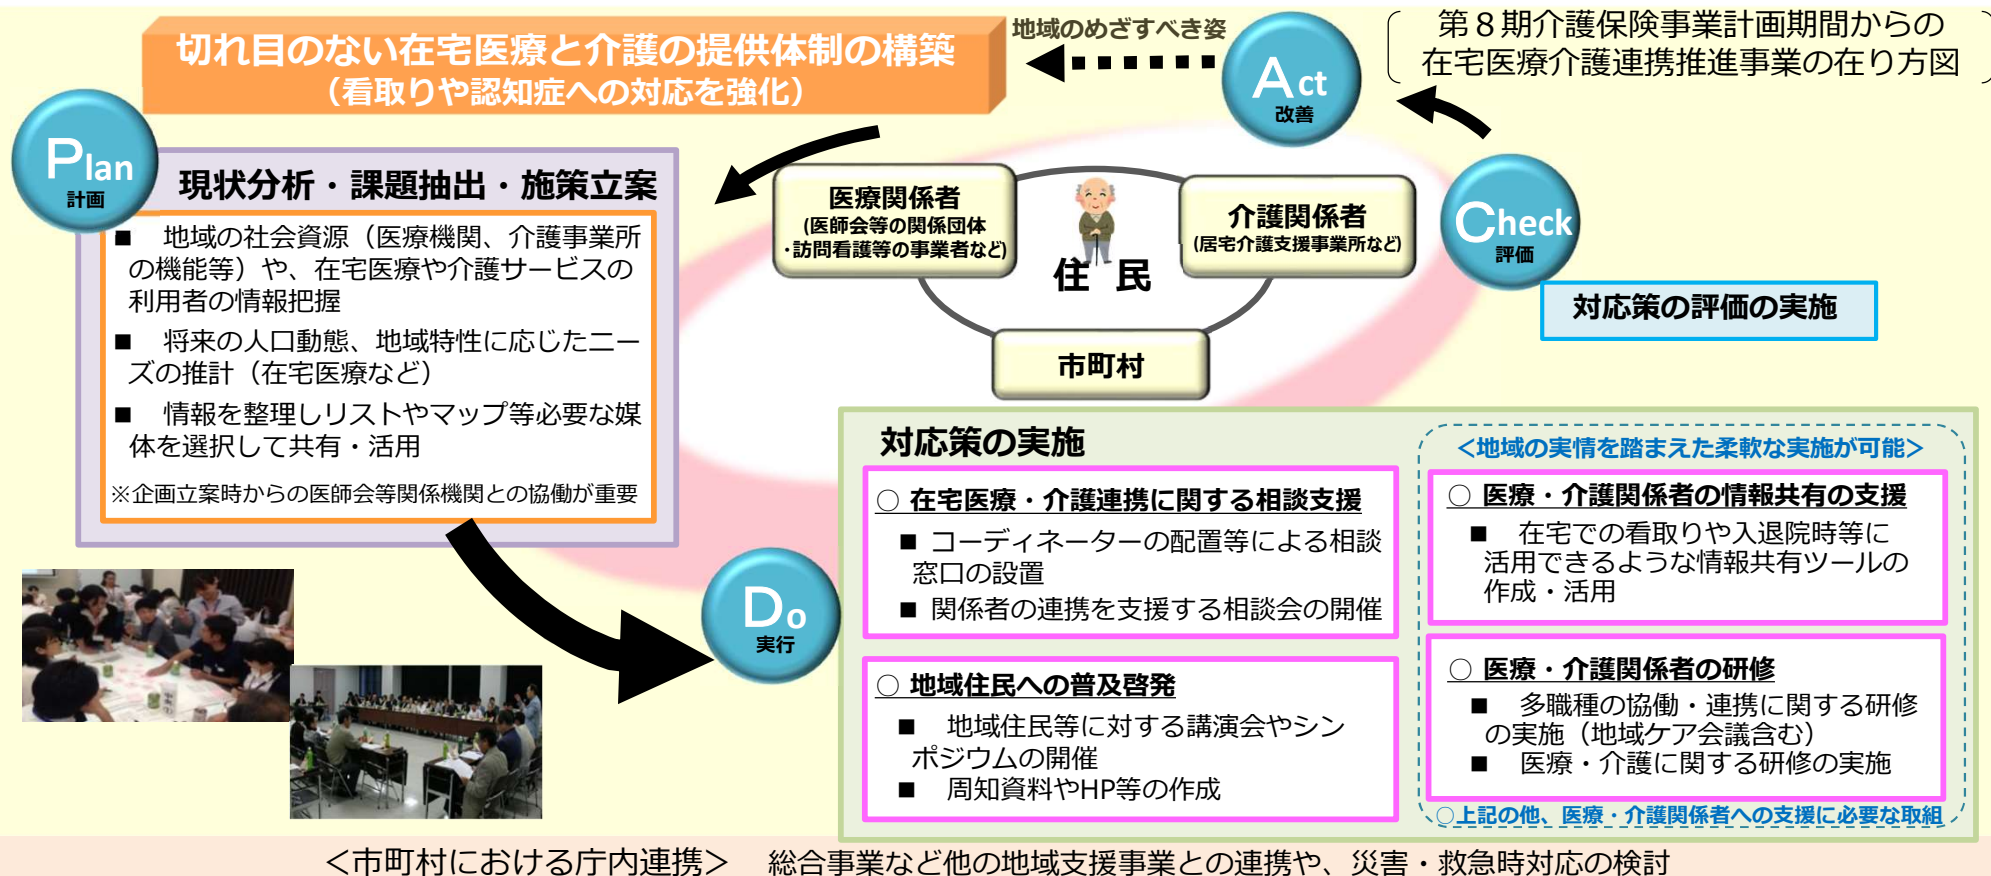 第８期介護保険事業計画期間からの
在宅医療介護連携推進事業の在り方図
切れ目のない在宅医療と介護の提供体制の構築
（看取りや認知症への対応を強化）
地域のめざすべき姿
Act
改善
Plan
計画
現状分析・課題抽出・施策立案
■ 地域の社会資源（医療機関、介護事業所
の機能等）や、在宅医療や介護サービスの
利用者の情報把握
■ 将来の人口動態、地域特性に応じたニー
ズの推計（在宅医療など）
■ 情報を整理しリストやマップ等必要な媒
体を選択して共有・活用
※企画立案時からの医師会等関係機関との協働が重要
医療関係者
(医師会等の関係団体
・訪問看護等の事業者など)
住 民
介護関係者
(居宅介護支援事業所など)
市町村
Check
評価
対応策の評価の実施
Do
実行
対応策の実施
○ 在宅医療・介護連携に関する相談支援
■ コーディネーターの配置等による相談
窓口の設置
■ 関係者の連携を支援する相談会の開催
○ 地域住民への普及啓発
■ 地域住民等に対する講演会やシン
ポジウムの開催
■ 周知資料やHP等の作成
＜地域の実情を踏まえた柔軟な実施が可能＞
○ 医療・介護関係者の情報共有の支援
■ 在宅での看取りや入退院時等に
活用できるような情報共有ツールの
作成・活用
○ 医療・介護関係者の研修
■ 多職種の協働・連携に関する研修
の実施（地域ケア会議含む）
■ 医療・介護に関する研修の実施
○上記の他、医療・介護関係者への支援に必要な取組
＜市町村における庁内連携＞ 総合事業など他の地域支援事業との連携や、災害・救急時対応の検討